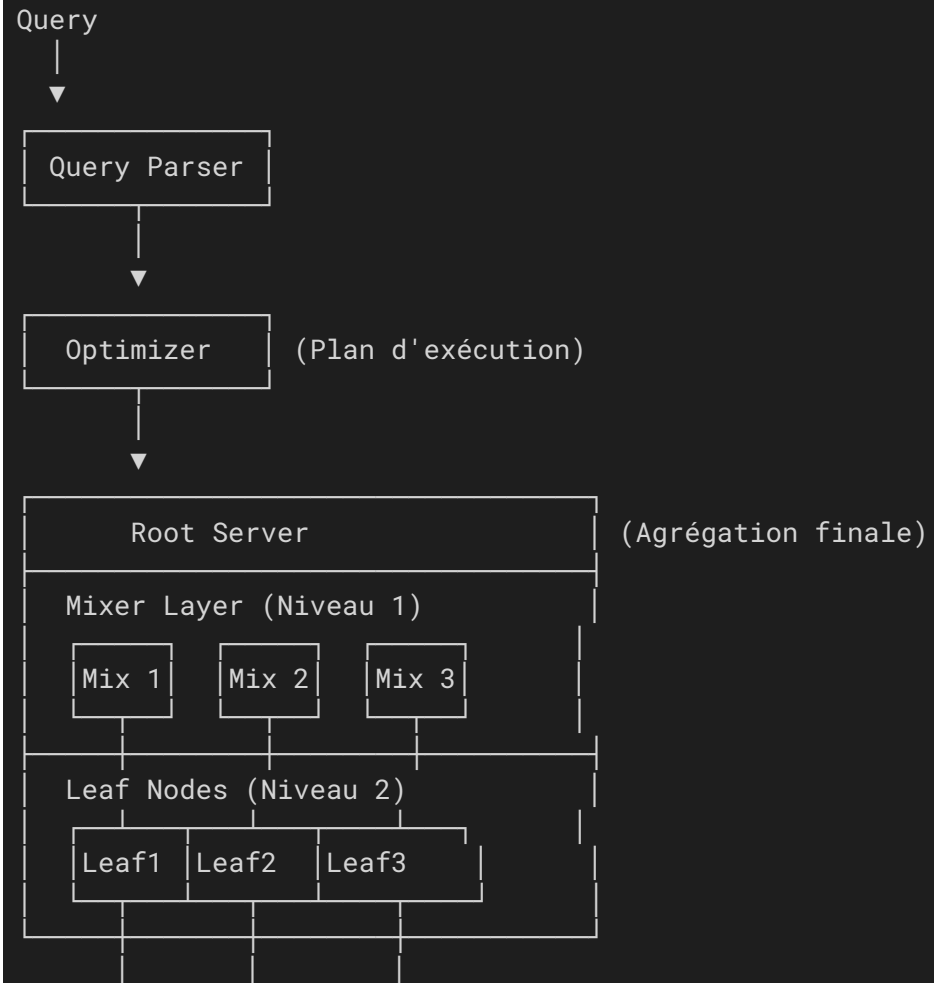 Query
Query Parser
Optimizer (Plan d'exécution)
Root Server (Agrégation finale)
Mixer Layer (Niveau 1)
Mix 1 Mix 2 Mix 3
Leaf Nodes (Niveau 2)
Leaf1 Leaf2 Leaf3